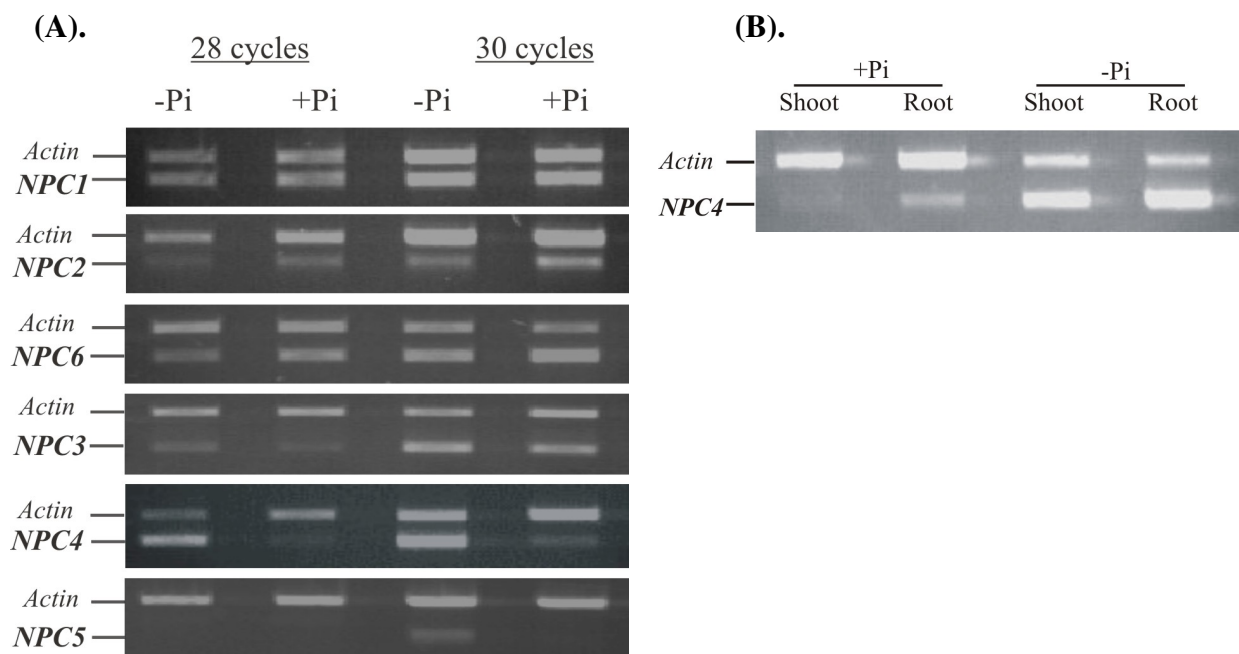 (A).
28 cycles 30 cycles
-Pi +Pi -Pi +Pi
Actin
NPC1
Actin
NPC2
Actin
NPC6
Actin
NPC3
Actin
NPC4
Actin
NPC5
(B).
+Pi -Pi
Shoot Root Shoot Root
Actin
NPC4